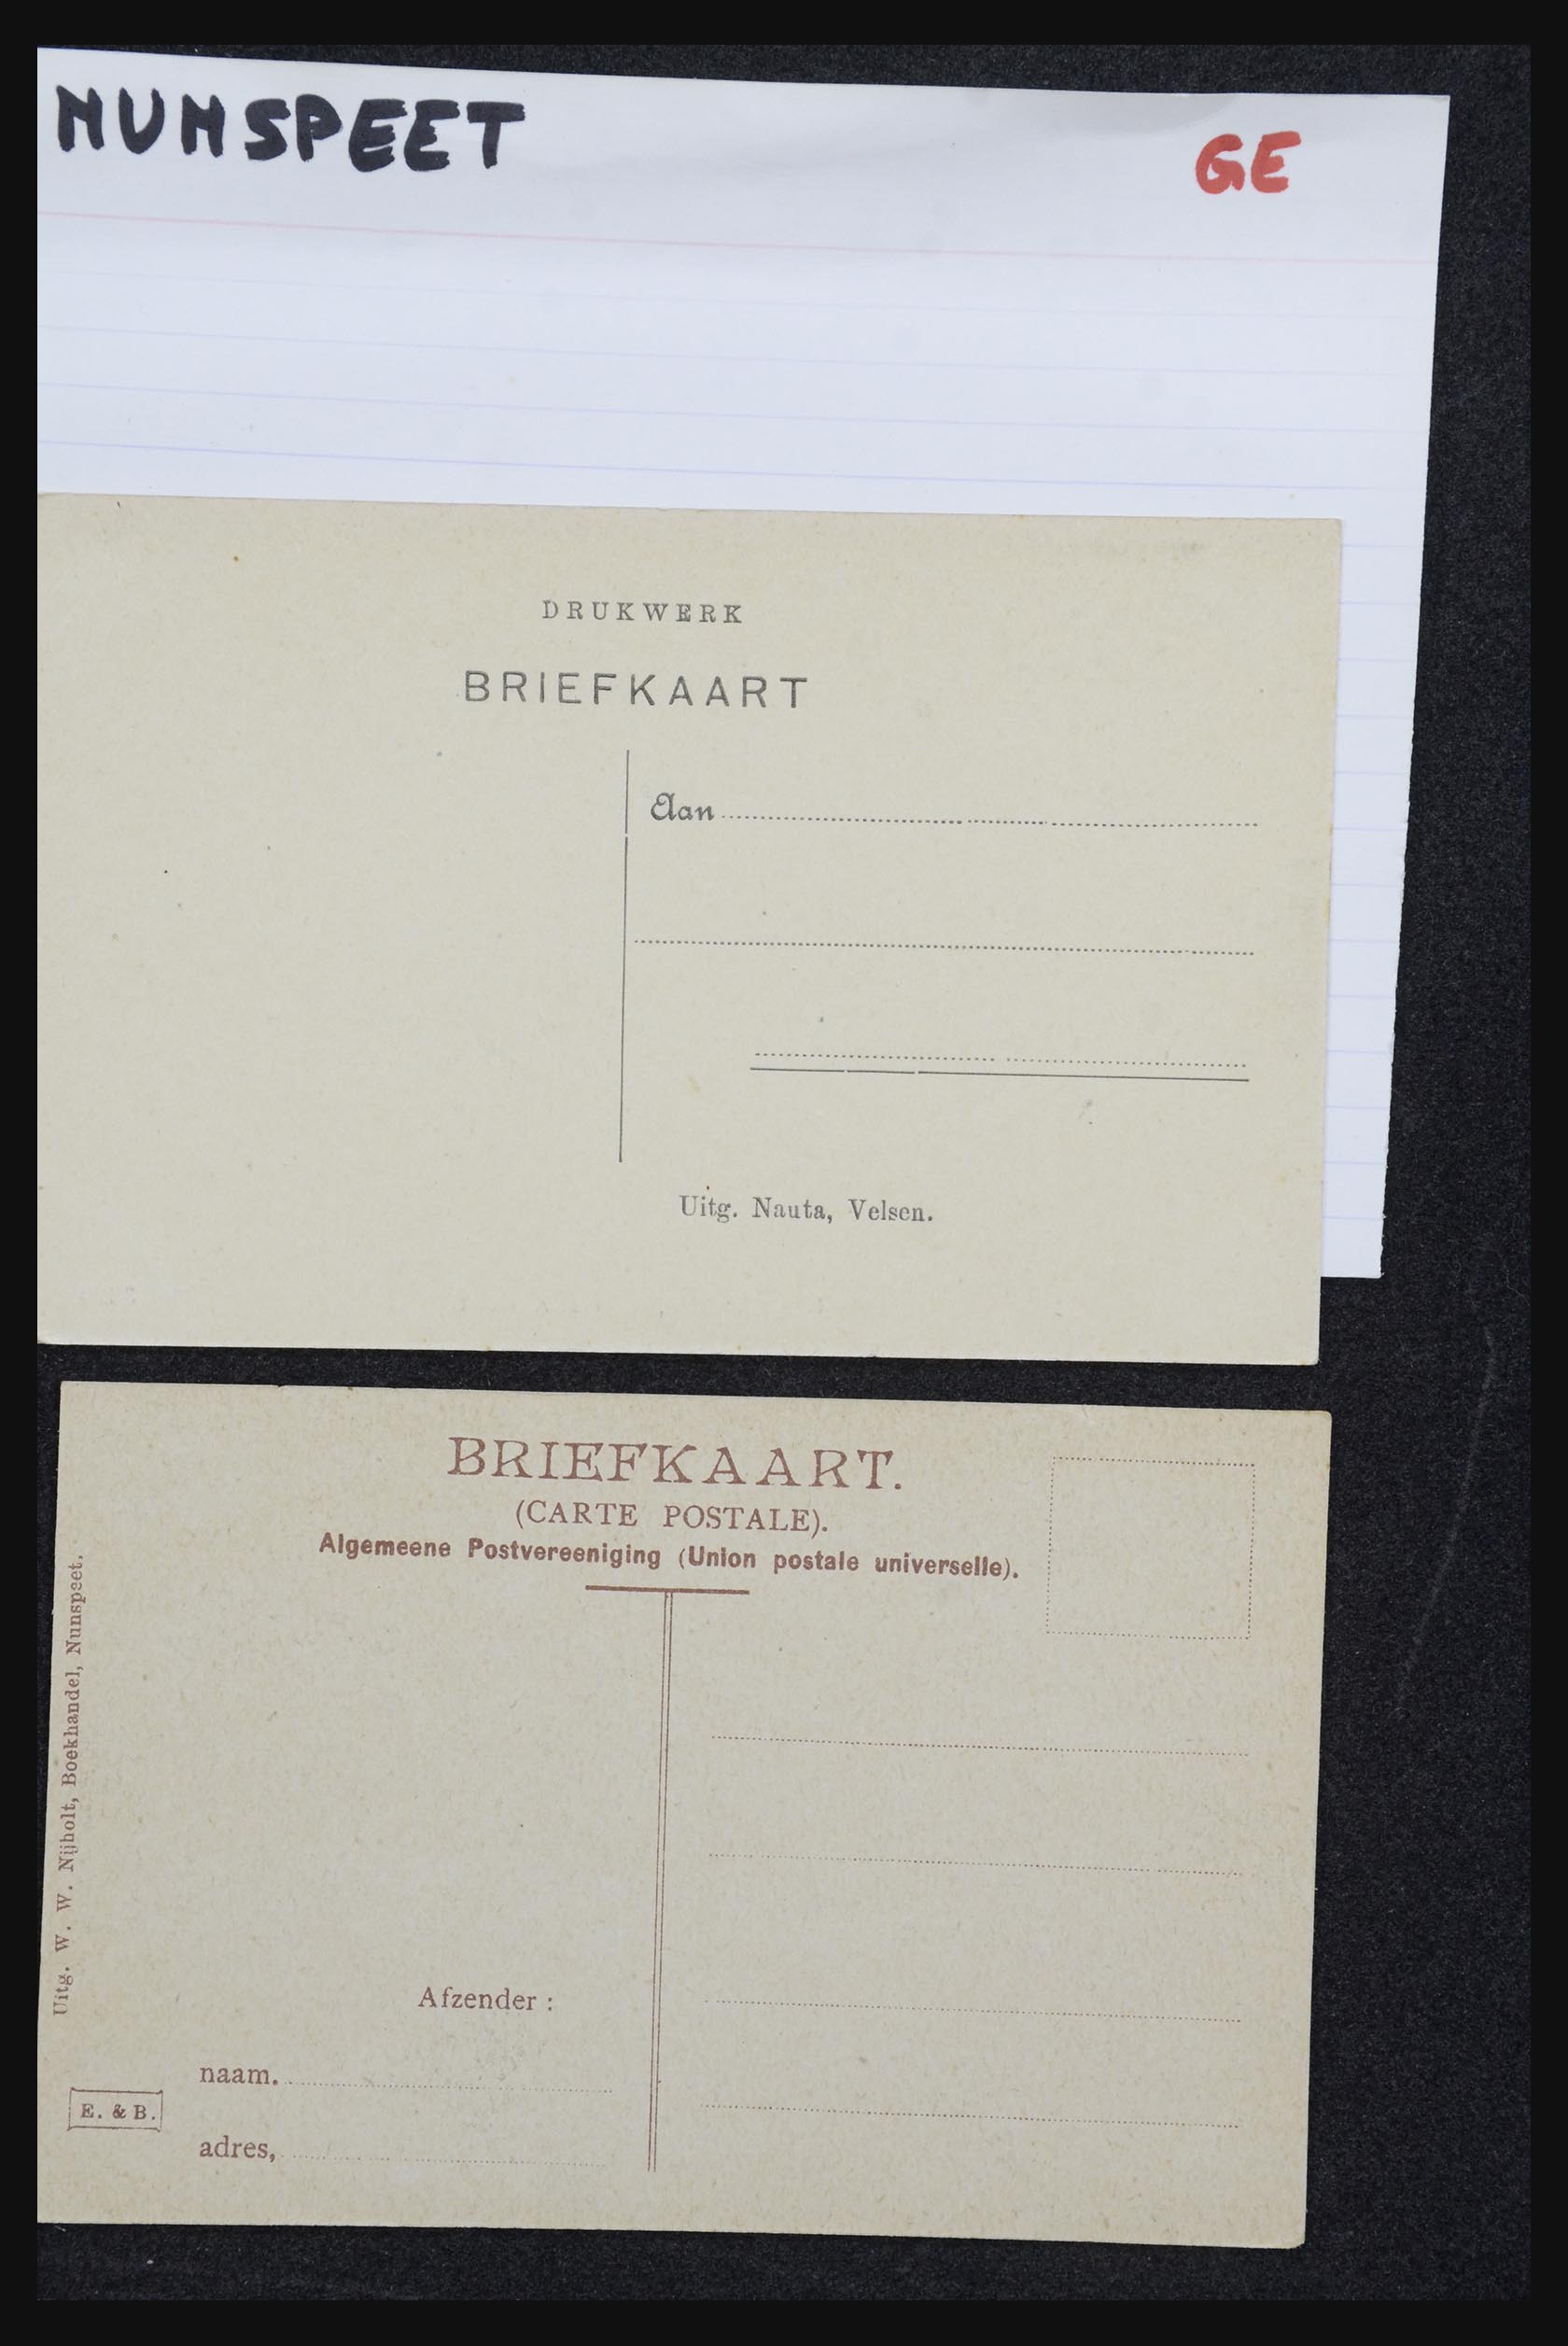 NUNSPEET
GE
DRUKWERK
BRIEFKAART
Aan
Uitg. Nauta, Velsen.
BRIEFKAART.
(CARTE POSTALE).
Algemeene Postvereeniging (Union postale universelle).
Uitg. W. W. Nijholt, Boekhandel, Nunspeet.
Afzender :
naam.
E. & B.
adres,